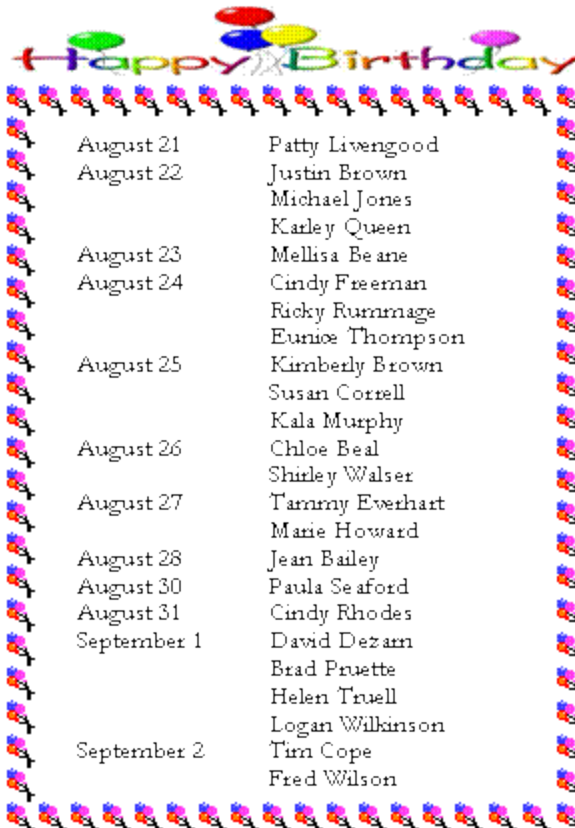 Happy Birthday
August 21 Patty Livengood
August 22 Justin Brown
Michael Jones
Karley Queen
August 23 Mellisa Beane
August 24 Cindy Freeman
Ricky Rummage
Eunice Thompson
August 25 Kimberly Brown
Susan Correll
Kala Murphy
August 26 Chloe Beal
Shirley Walser
August 27 Tammy Everhart
Marie Howard
August 28 Jean Bailey
August 30 Paula Seaford
August 31 Cindy Rhodes
September 1 David Dezarn
Brad Pruette
Helen Truell
Logan Wilkinson
September 2 Tim Cope
Fred Wilson